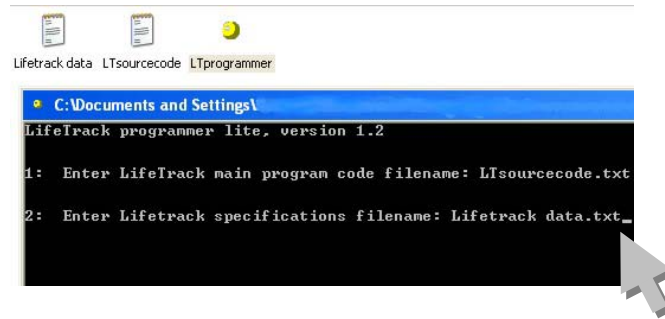 Lifetrack data LTsourcecode LTprogrammer
C:\Documents and Settings\
LifeTrack programmer lite, version 1.2
1: Enter LifeTrack main program code filename: LTsourcecode.txt
2: Enter Lifetrack specifications filename: Lifetrack data.txt_